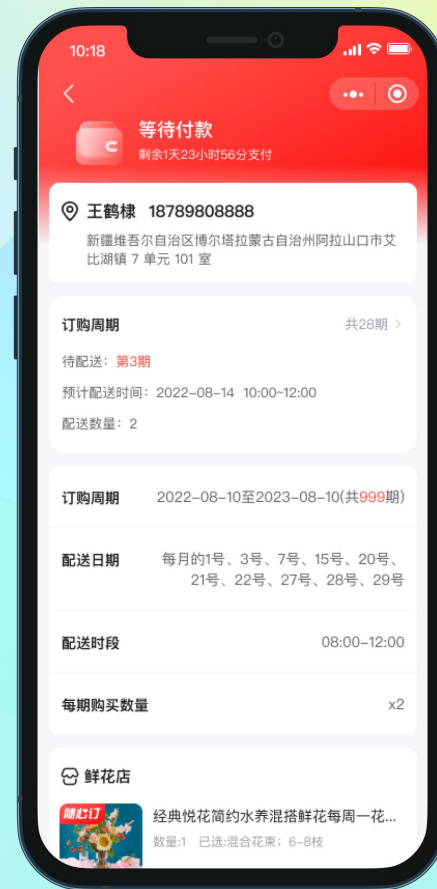 10:18
等待付款
剩余1天23小时56分支付
王鹤棣 18789808888
新疆维吾尔自治区博尔塔拉蒙古自治州阿拉山口市艾
比湖镇 7 单元 101 室
订购周期 共28期
待配送：第3期
预计配送时间：2022-08-14 10:00~12:00
配送数量：2
订购周期 2022-08-10至2023-08-10(共999期)
配送日期 每月的1号、3号、7号、15号、20号、
21号、22号、27号、28号、29号
配送时段 08:00-12:00
每期购买数量 x2
鲜花店
随心订
经典悦花简约水养混搭鲜花每周一花...
数量:1 已选:混合花束；6-8枝